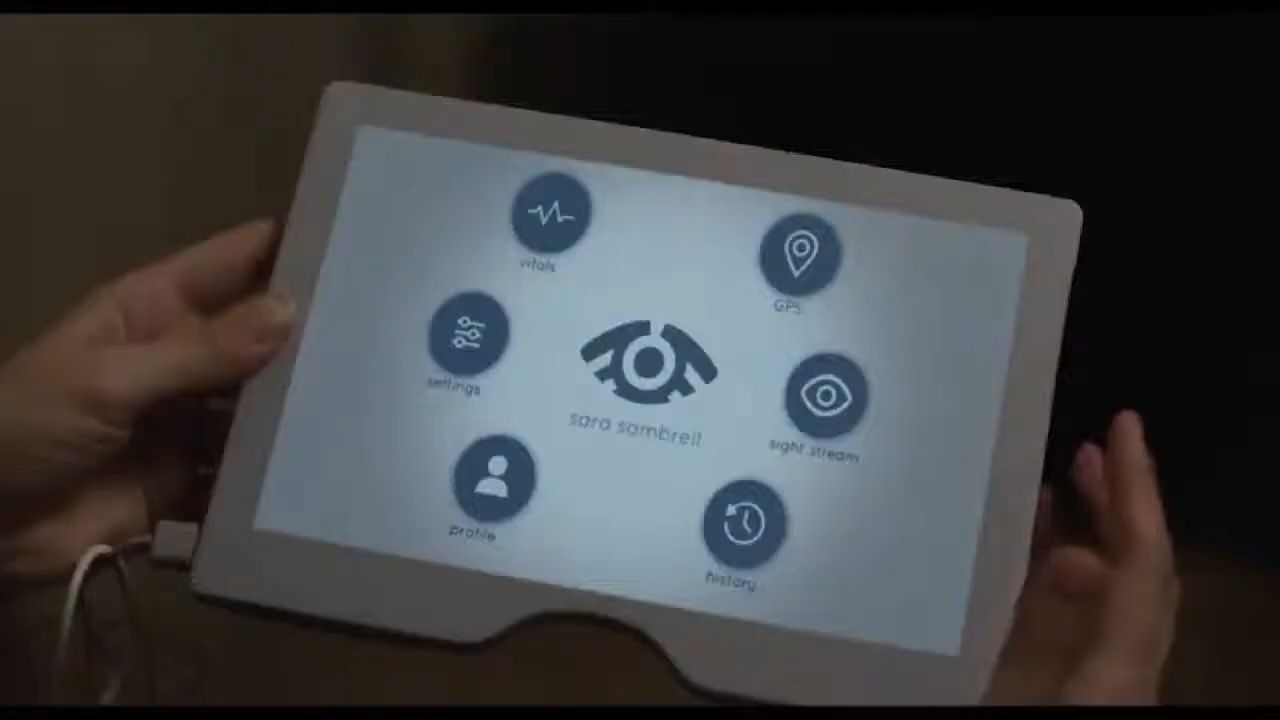 vitals
GPS
settings
sara sambrell
sight stream
profile
history